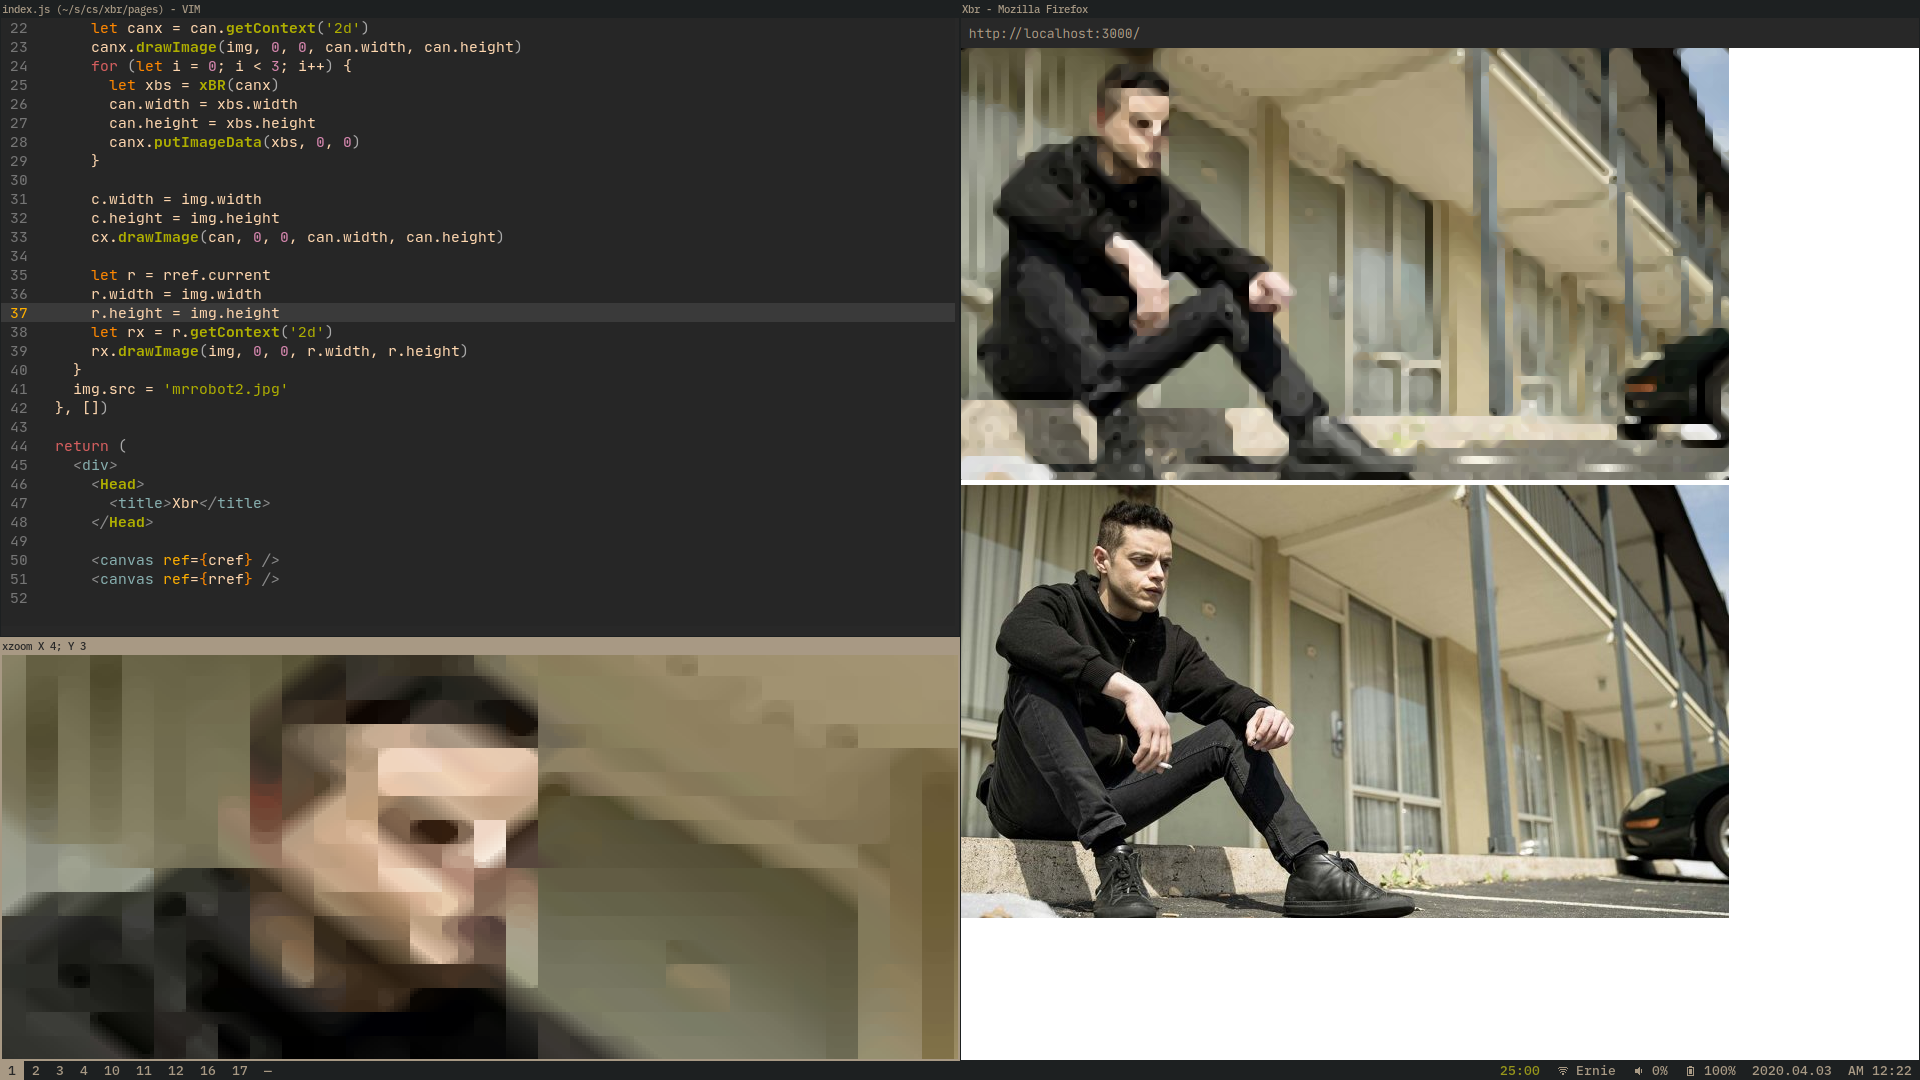 index.js (~/s/cs/xbr/pages) - VIM
22 let canx = can.getContext('2d')
23 canx.drawImage(img, 0, 0, can.width, can.height)
24 for (let i = 0; i < 3; i++) {
25 let xbs = xBR(canx)
26 can.width = xbs.width
27 can.height = xbs.height
28 canx.putImageData(xbs, 0, 0)
29 }
30
31 c.width = img.width
32 c.height = img.height
33 cx.drawImage(can, 0, 0, can.width, can.height)
34
35 let r = rref.current
36 r.width = img.width
37 r.height = img.height
38 let rx = r.getContext('2d')
39 rx.drawImage(img, 0, 0, r.width, r.height)
40 }
41 img.src = 'mrrobot2.jpg'
42 }, [])
43
44 return (
45 <div>
46 <Head>
47 <title>Xbr</title>
48 </Head>
49
50 <canvas ref={cref} />
51 <canvas ref={rref} />
52
xzoom X 4; Y 3
Xbr - Mozilla Firefox
http://localhost:3000/
1 2 3 4 10 11 12 16 17 —
25:00 Ernie 0% 100% 2020.04.03 AM 12:22